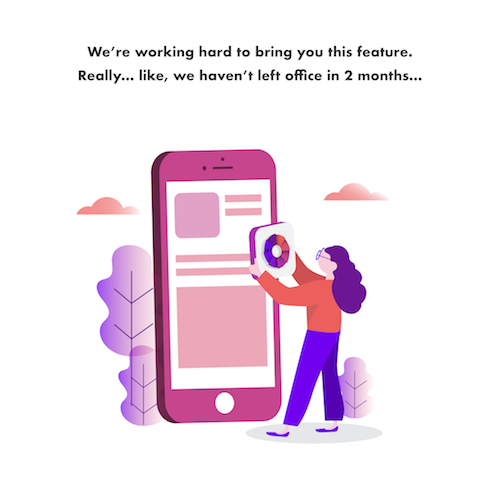 We're working hard to bring you this feature.
Really... like, we haven't left office in 2 months...